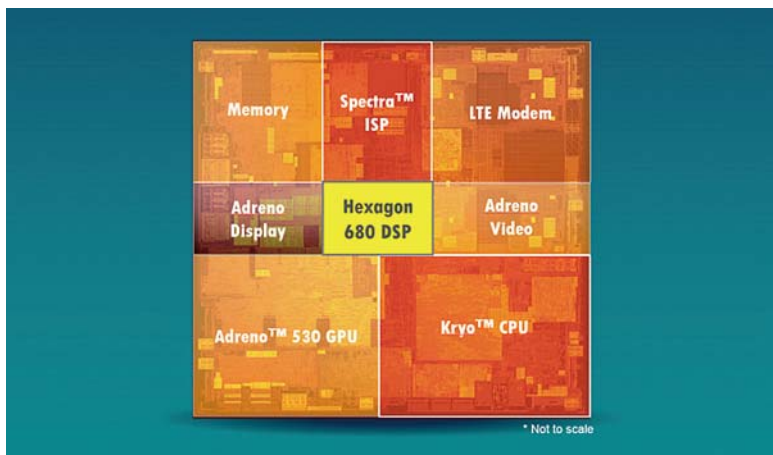 Memory
Spectra™
ISP
LTE Modem
Adreno
Display
Hexagon
680 DSP
Adreno
Video
Adreno™ 530 GPU
Kryo™ CPU
* Not to scale